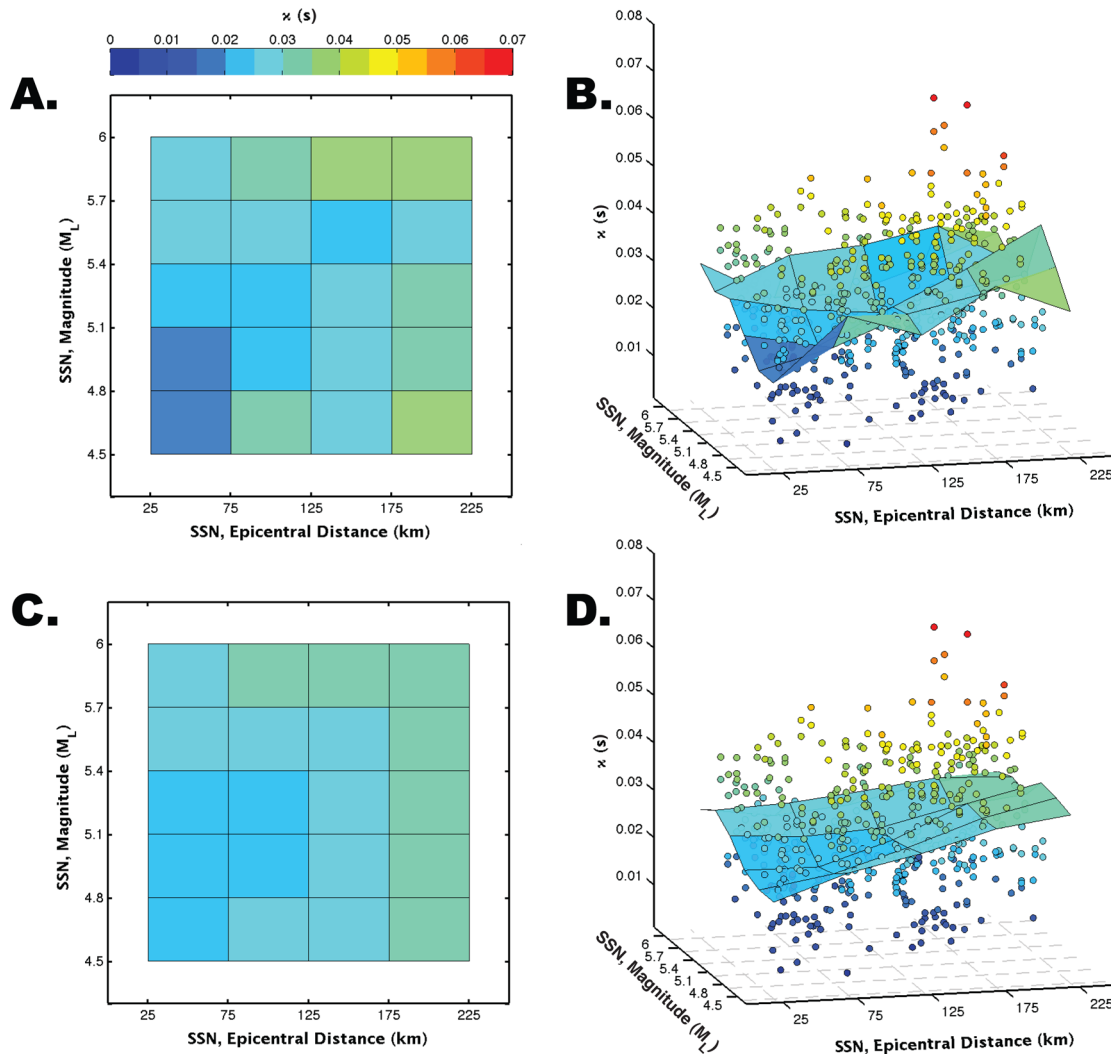 ϰ (s)
0 0.01 0.02 0.03 0.04 0.05 0.06 0.07
A.
6
5.7
5.4
5.1
4.8
4.5
SSN, Magnitude (M_L)
25 75 125 175 225
SSN, Epicentral Distance (km)
B.
0.08
0.07
0.06
0.05
0.04
0.03
0.02
0.01
ϰ (s)
6
5.7
5.4
5.1
4.8
4.5
SSN, Magnitude (M_L)
25 75 125 175 225
SSN, Epicentral Distance (km)
C.
6
5.7
5.4
5.1
4.8
4.5
SSN, Magnitude (M_L)
25 75 125 175 225
SSN, Epicentral Distance (km)
D.
0.08
0.07
0.06
0.05
0.04
0.03
0.02
0.01
ϰ (s)
6
5.7
5.4
5.1
4.8
4.5
SSN, Magnitude (M_L)
25 75 125 175 225
SSN, Epicentral Distance (km)